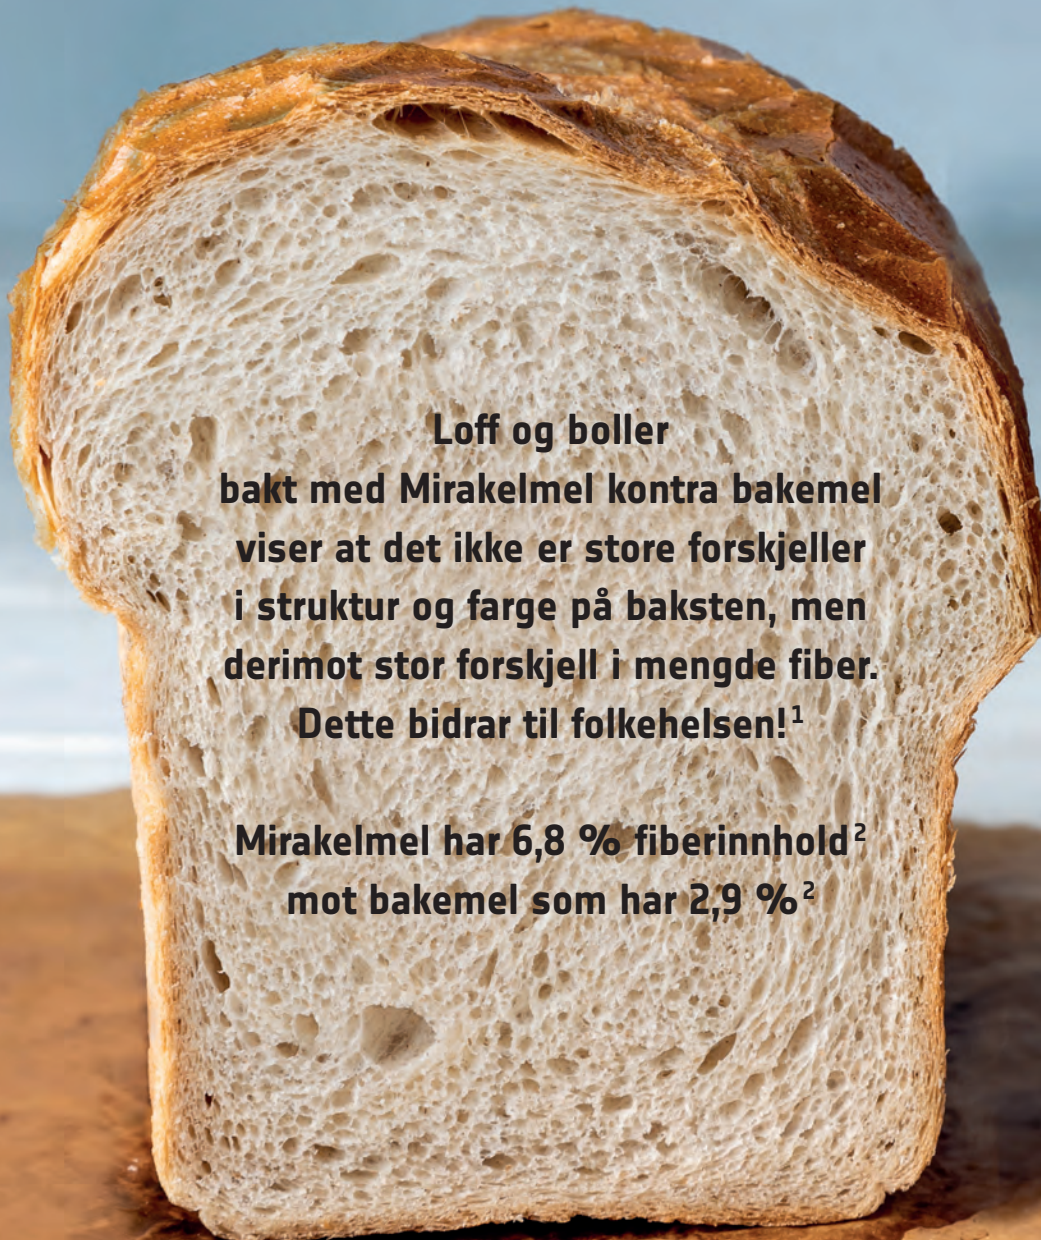 Loff og boller
bakt med Mirakelmel kontra bakemel
viser at det ikke er store forskjeller
i struktur og farge på baksten, men
derimot stor forskjell i mengde fiber.
Dette bidrar til folkehelsen!¹

Mirakelmel har 6,8 % fiberinnhold²
mot bakemel som har 2,9 %²